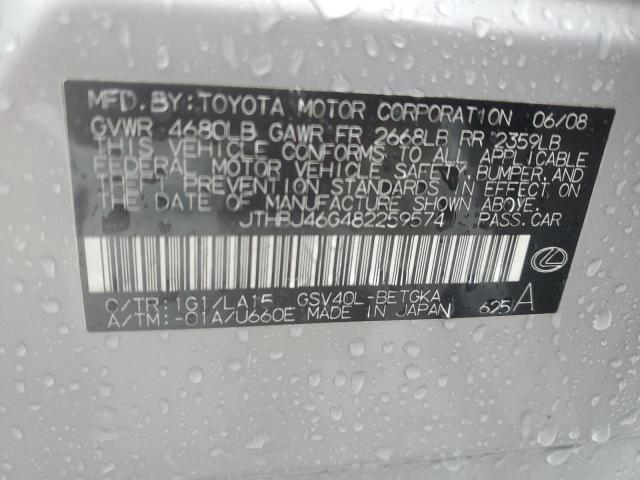 MFD. BY: TOYOTA MOTOR CORPORATION 06/08
GVWR 4680LB GAWR FR 2668LB RR 2359LB
THIS VEHICLE CONFORMS TO ALL APPLICABLE
FEDERAL MOTOR VEHICLE SAFETY, BUMPER, AND
THEFT PREVENTION STANDARDS IN EFFECT ON
THE DATE OF MANUFACTURE SHOWN ABOVE.
JTHBJ46G482259574 PASS.CAR
C/TR:1G1/LA15 GSV40L-BETGKA
A/TM:-01A/U660E MADE IN JAPAN 625A